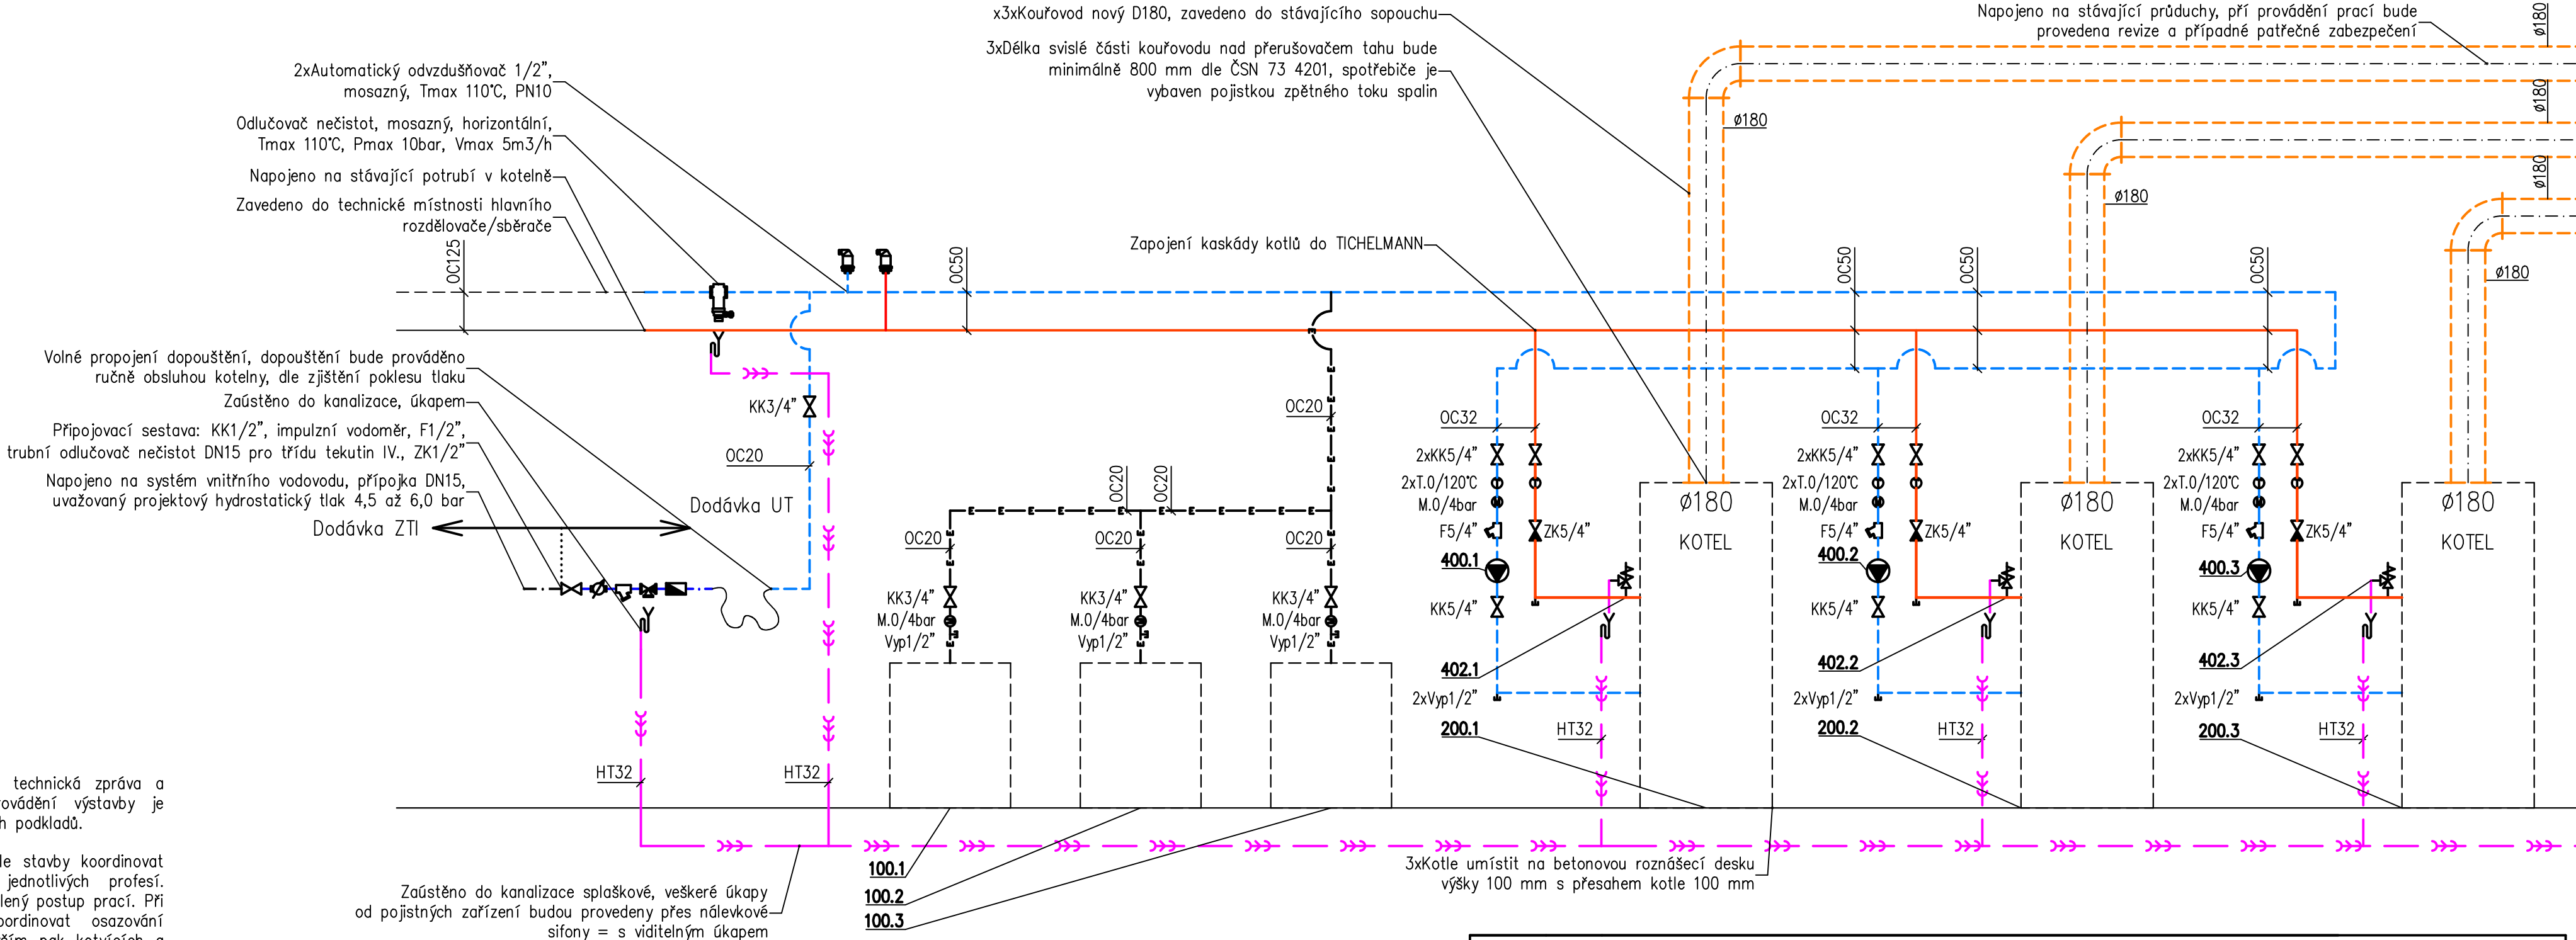 x3xKouřovod nový D180, zavedeno do stávajícího sopouchu
3xDélka svislé části kouřovodu nad přerušovačem tahu bude
minimálně 800 mm dle ČSN 73 4201, spotřebiče je
vybaven pojistkou zpětného toku spalin
Napojeno na stávající průduchy, pří provádění prací bude
provedena revize a případné patřečné zabezpečení
ø180
ø180
ø180
ø180
ø180
ø180
2xAutomatický odvzdušňovač 1/2",
mosazný, Tmax 110°C, PN10
Odlučovač nečistot, mosazný, horizontální,
Tmax 110°C, Pmax 10bar, Vmax 5m3/h
Napojeno na stávající potrubí v kotelně
Zavedeno do technické místnosti hlavního
rozdělovače/sběrače
OC125
OC50
Zapojení kaskády kotlů do TICHELMANN
OC50
OC50
OC50
Volné propojení dopouštění, dopouštění bude prováděno
ručně obsluhou kotelny, dle zjištění poklesu tlaku
Zaústěno do kanalizace, úkapem
Připojovací sestava: KK1/2", impulzní vodoměr, F1/2",
trubní odlučovač nečistot DN15 pro třídu tekutin IV., ZK1/2"
Napojeno na systém vnitřního vodovodu, přípojka DN15,
uvažovaný projektový hydrostatický tlak 4,5 až 6,0 bar
Dodávka ZTI
Dodávka UT
KK3/4"
OC20
OC20
OC20
OC20
OC20
OC20
OC20
KK3/4"
M.0/4bar
Vyp1/2"
KK3/4"
M.0/4bar
Vyp1/2"
KK3/4"
M.0/4bar
Vyp1/2"
OC32
2xKK5/4"
2xT.0/120°C
M.0/4bar
F5/4"
ZK5/4"
400.1
KK5/4"
402.1
2xVyp1/2"
200.1
HT32
ø180
KOTEL
OC32
2xKK5/4"
2xT.0/120°C
M.0/4bar
F5/4"
ZK5/4"
400.2
KK5/4"
402.2
2xVyp1/2"
200.2
HT32
ø180
KOTEL
OC32
2xKK5/4"
2xT.0/120°C
M.0/4bar
F5/4"
ZK5/4"
400.3
KK5/4"
402.3
2xVyp1/2"
200.3
HT32
ø180
KOTEL
HT32
HT32
technická zpráva a
ovádění výstavby je
h podkladů.
le stavby koordinovat
jednotlivých profesí.
lený postup prací. Při
oordinovat osazování
100.1
100.2
100.3
3xKotle umístit na betonovou roznášecí desku
výšky 100 mm s přesahem kotle 100 mm
Zaústěno do kanalizace splaškové, veškeré úkapy
od pojistných zařízení budou provedeny přes nálevkové
sifony = s viditelným úkapem